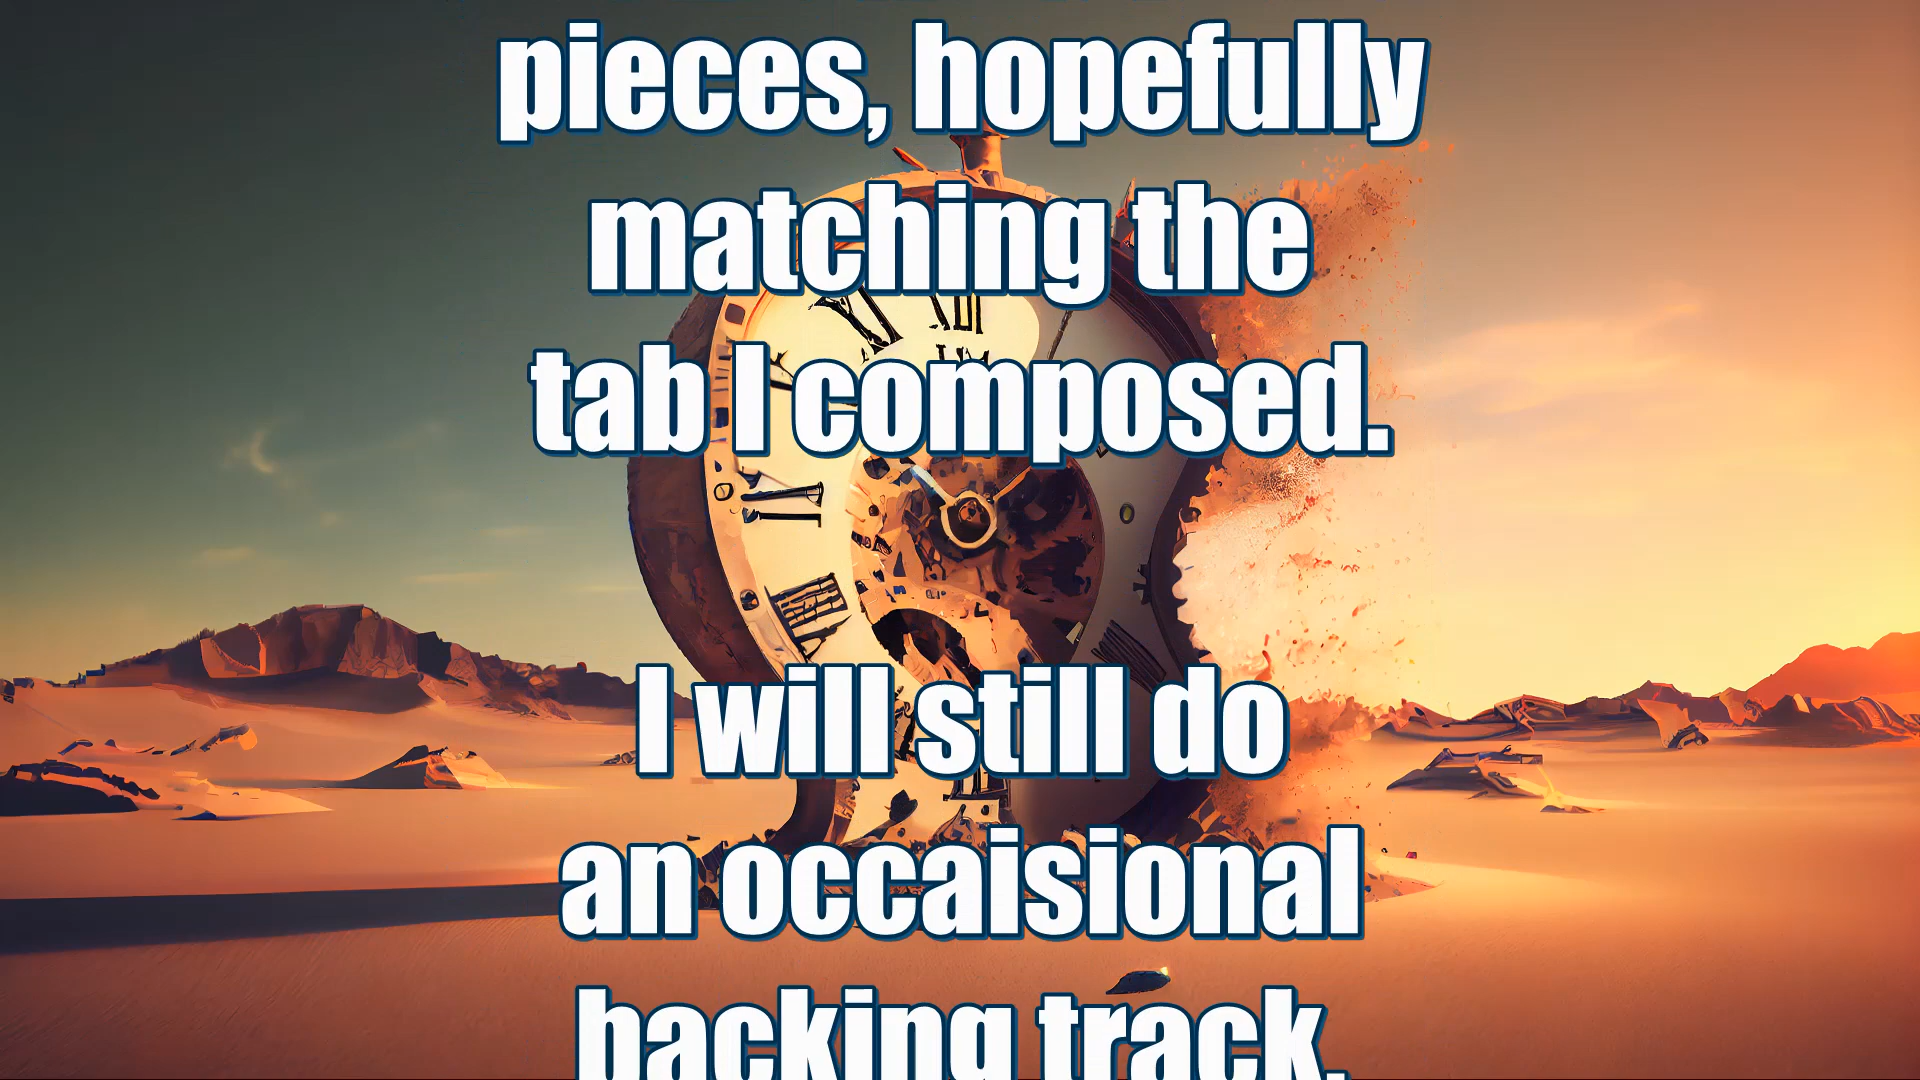 pieces, hopefully
matching the
tab I composed.
I will still do
an occaisional
backing track.